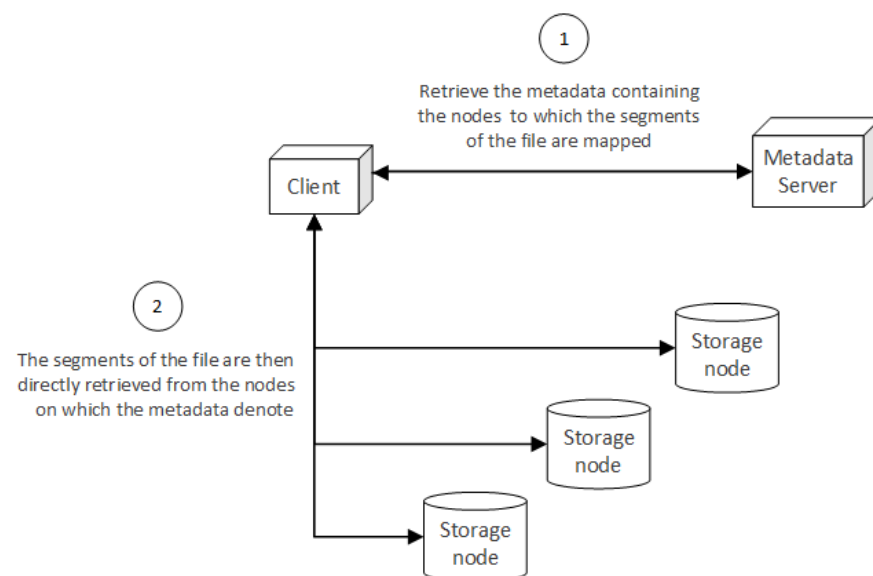 1
Retrieve the metadata containing
the nodes to which the segments
of the file are mapped
Client
Metadata
Server
2
The segments of the file are then
directly retrieved from the nodes
on which the metadata denote
Storage
node
Storage
node
Storage
node